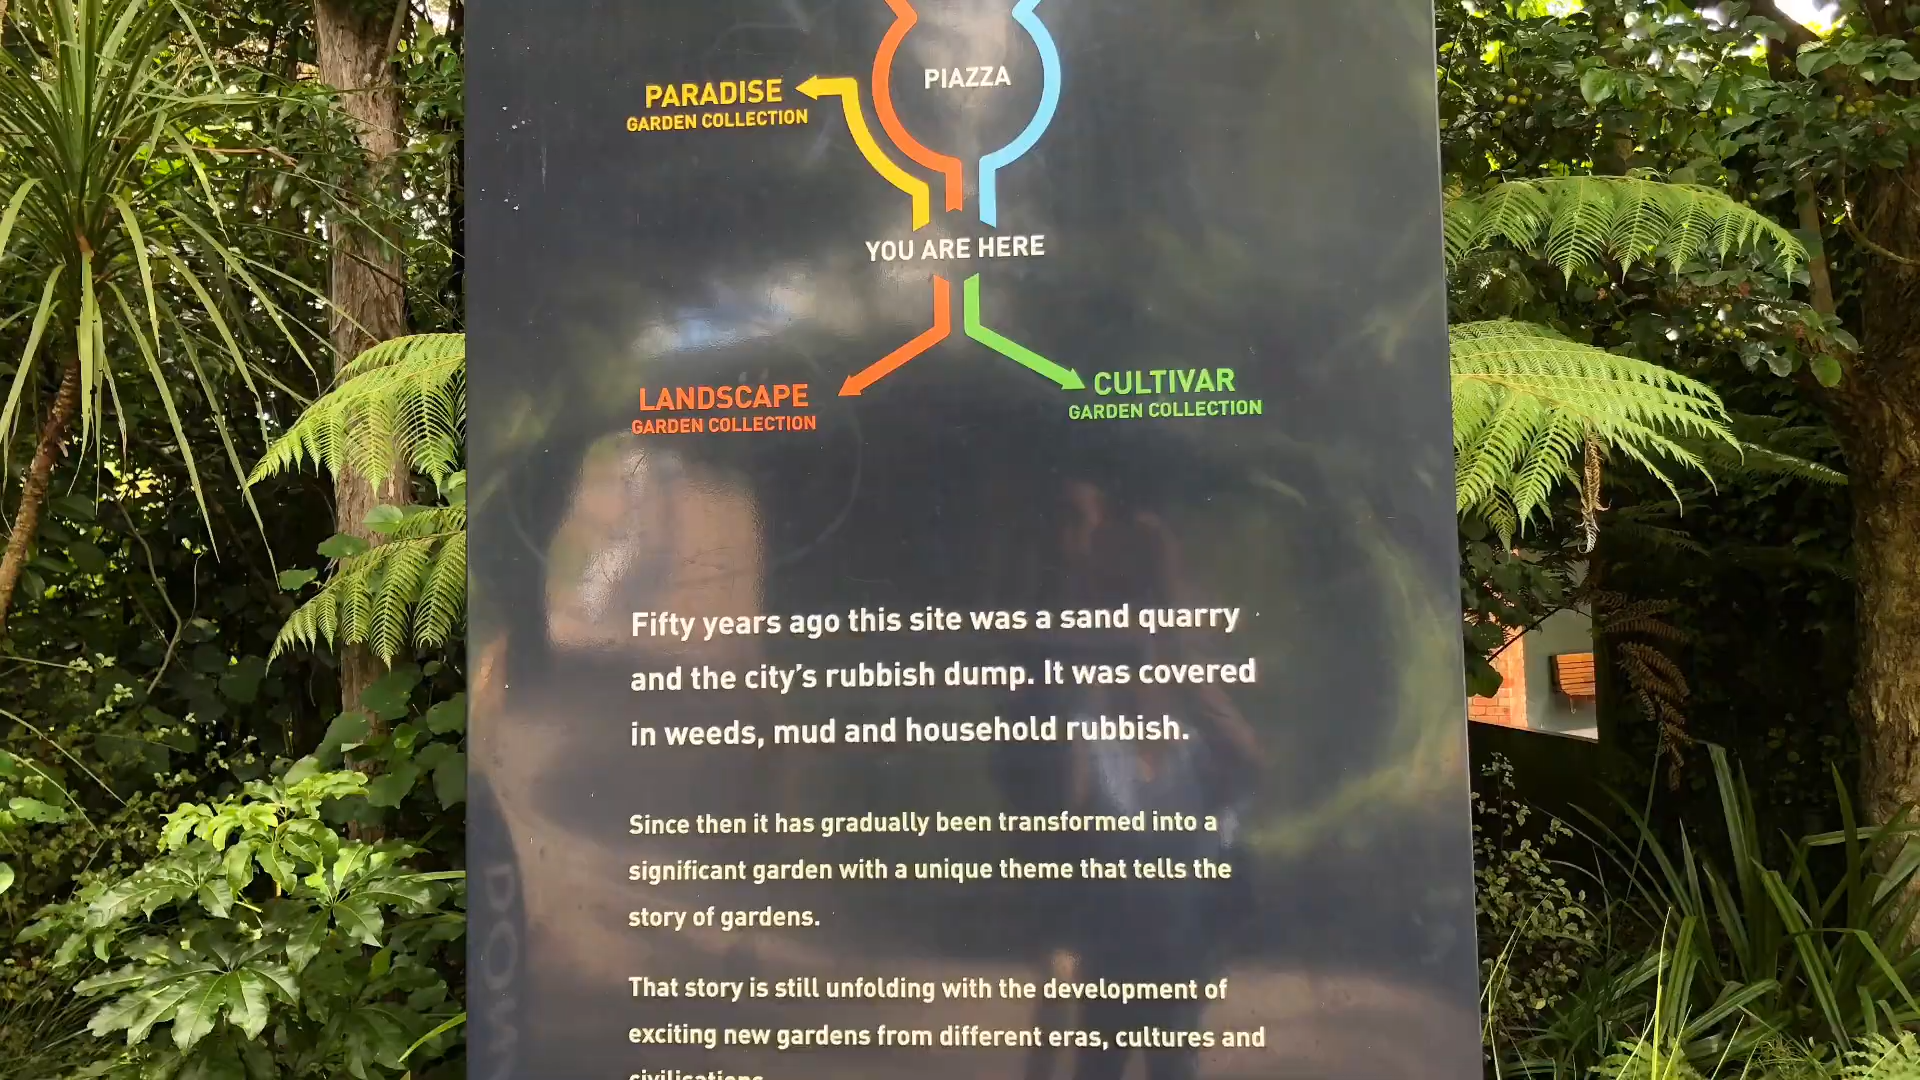 PIAZZA
PARADISE
GARDEN COLLECTION
YOU ARE HERE
LANDSCAPE
GARDEN COLLECTION
CULTIVAR
GARDEN COLLECTION
Fifty years ago this site was a sand quarry
and the city's rubbish dump. It was covered
in weeds, mud and household rubbish.
Since then it has gradually been transformed into a
significant garden with a unique theme that tells the
story of gardens.
That story is still unfolding with the development of
exciting new gardens from different eras, cultures and
civilisations.